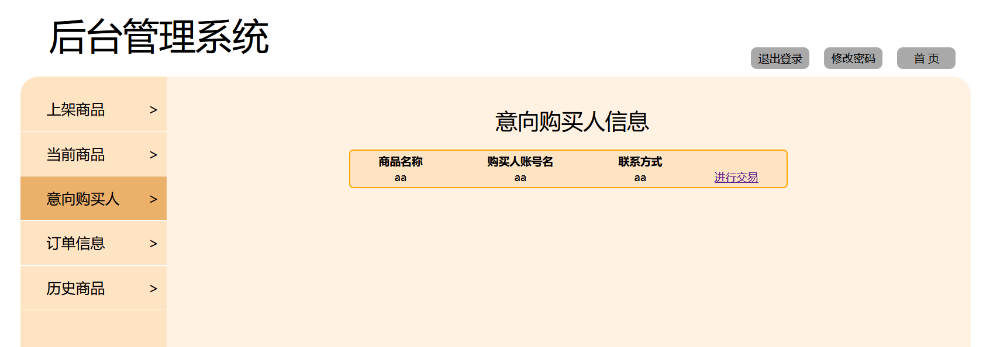 后台管理系统
退出登录 修改密码 首 页
上架商品 >
当前商品 >
意向购买人 >
订单信息 >
历史商品 >
意向购买人信息
商品名称 购买人账号名 联系方式
aa aa aa 进行交易